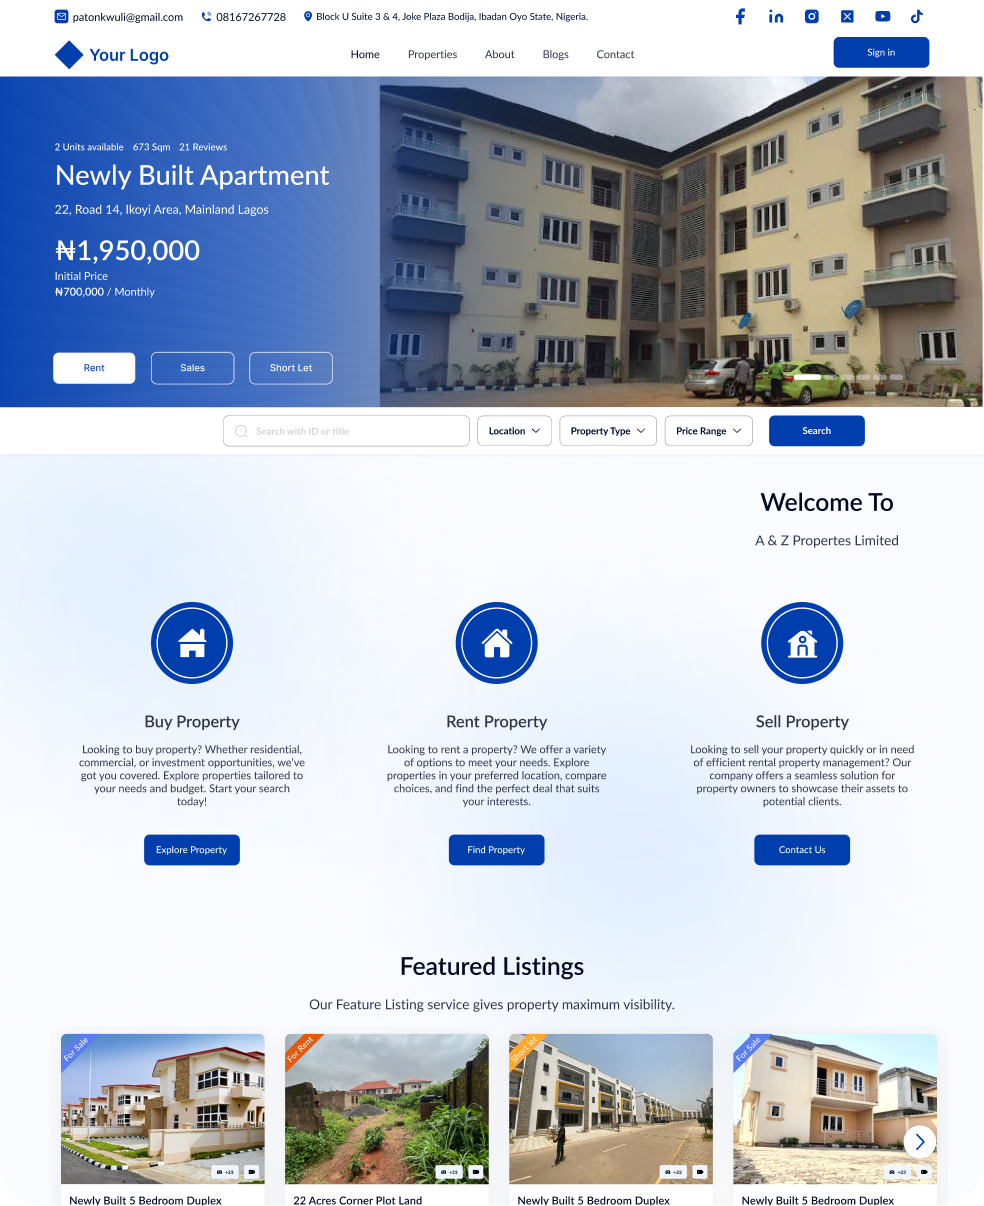 patonkwuli@gmail.com
08167267728
Block U Suite 3 & 4, Joke Plaza Bodija, Ibadan Oyo State, Nigeria.
Your Logo
Home
Properties
About
Blogs
Contact
Sign in
2 Units available 673 Sqm 21 Reviews
Newly Built Apartment
22, Road 14, Ikoyi Area, Mainland Lagos
₦1,950,000
Initial Price
₦700,000 / Monthly
Rent
Sales
Short Let
Search with ID or title
Location
Property Type
Price Range
Search
Welcome To
A & Z Propertes Limited
Buy Property
Looking to buy property? Whether residential,
commercial, or investment opportunities, we've
got you covered. Explore properties tailored to
your needs and budget. Start your search
today!
Explore Property
Rent Property
Looking to rent a property? We offer a variety
of options to meet your needs. Explore
properties in your preferred location, compare
choices, and find the perfect deal that suits
your interests.
Find Property
Sell Property
Looking to sell your property quickly or in need
of efficient rental property management? Our
company offers a seamless solution for
property owners to showcase their assets to
potential clients.
Contact Us
Featured Listings
Our Feature Listing service gives property maximum visibility.
For Sale
+23
Newly Built 5 Bedroom Duplex
For Rent
+23
22 Acres Corner Plot Land
Short let
+23
Newly Built 5 Bedroom Duplex
For Sale
+23
Newly Built 5 Bedroom Duplex